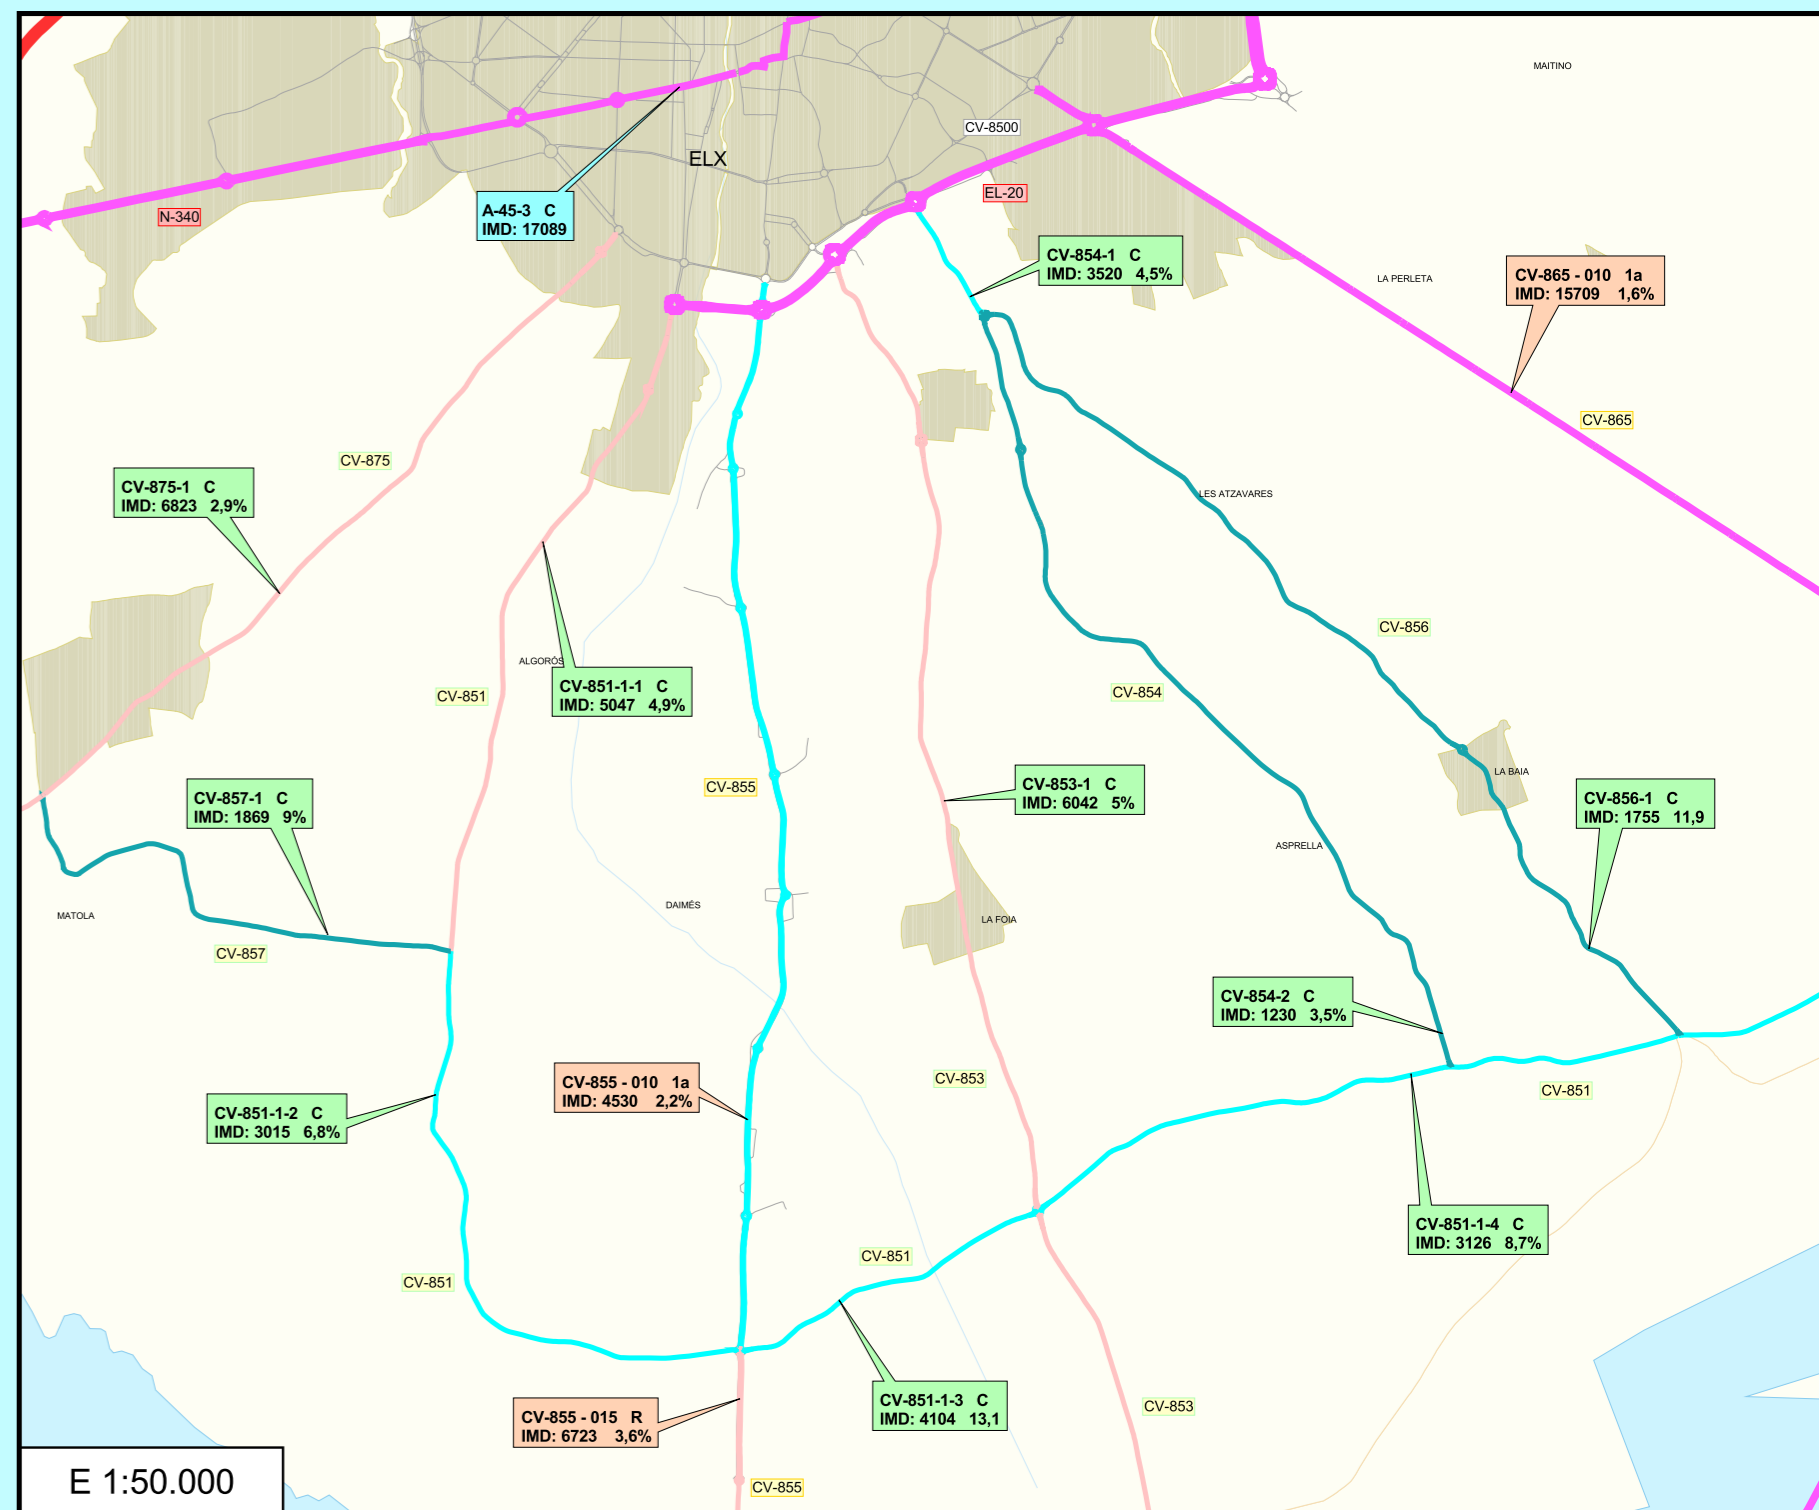 MAITINO
CV-8500
ELX
EL-20
N-340
A-45-3 C
IMD: 17089
CV-854-1 C
IMD: 3520 4,5%
LA PERLETA
CV-865 - 010 1a
IMD: 15709 1,6%
CV-865
CV-875
CV-875-1 C
IMD: 6823 2,9%
LES ATZAVARES
CV-856
ALGORÓS
CV-851-1-1 C
IMD: 5047 4,9%
CV-851
CV-854
CV-855
LA BAIA
CV-857-1 C
IMD: 1869 9%
CV-853-1 C
IMD: 6042 5%
CV-856-1 C
IMD: 1755 11,9
ASPRELLA
DAIMÉS
MATOLA
LA FOIA
CV-857
CV-854-2 C
IMD: 1230 3,5%
CV-855 - 010 1a
IMD: 4530 2,2%
CV-853
CV-851
CV-851-1-2 C
IMD: 3015 6,8%
CV-851-1-4 C
IMD: 3126 8,7%
CV-851
CV-851
CV-851-1-3 C
IMD: 4104 13,1
CV-855 - 015 R
IMD: 6723 3,6%
CV-853
E 1:50.000
CV-855